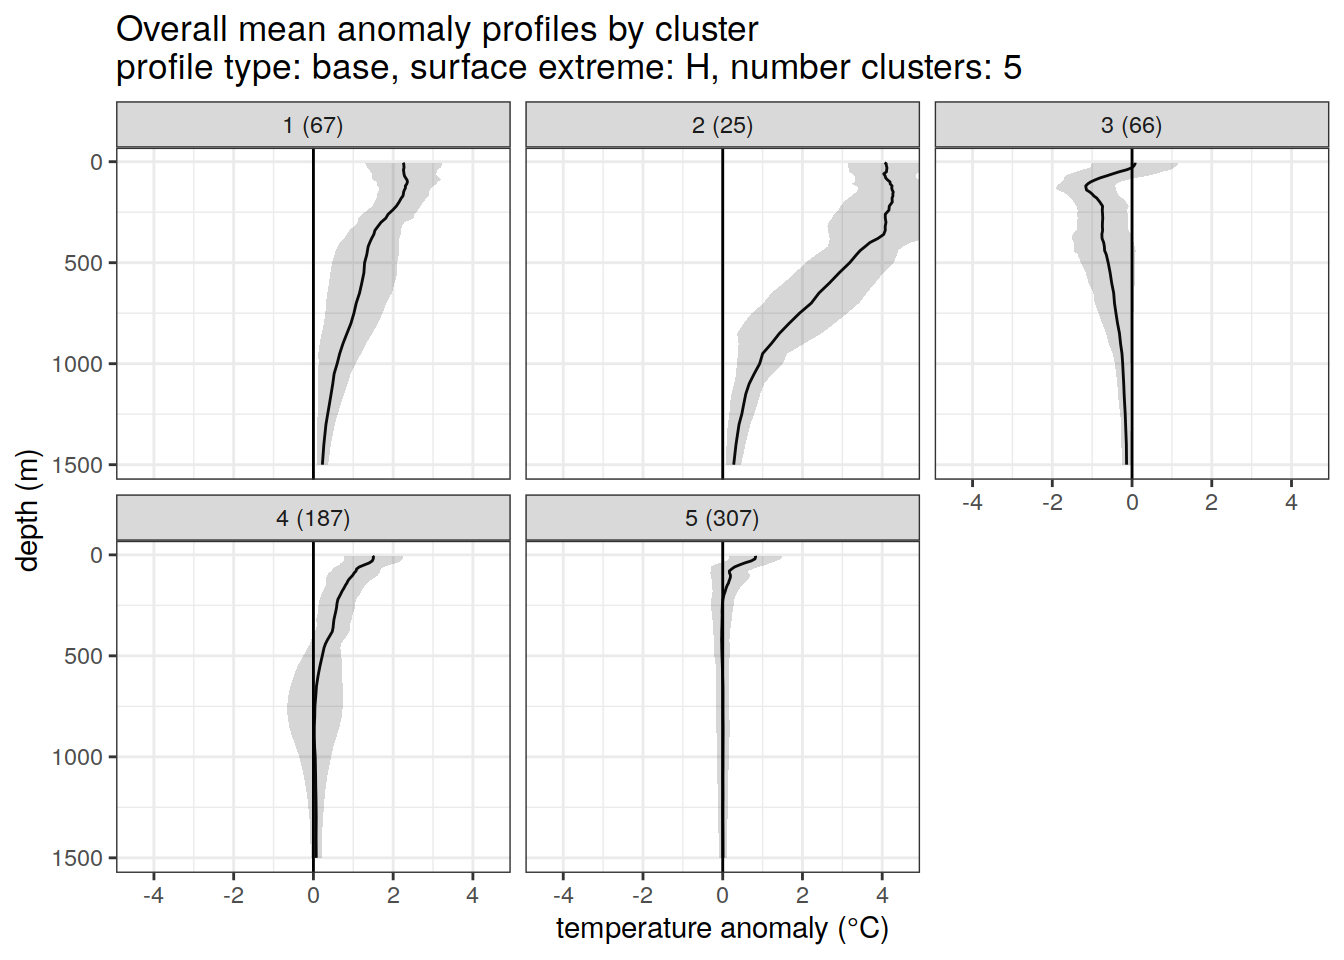 Overall mean anomaly profiles by cluster
profile type: base, surface extreme: H, number clusters: 5
1 (67)
2 (25)
3 (66)
0
500
1000
1500
-4 -2 0 2 4
4 (187)
5 (307)
0
500
1000
1500
-4 -2 0 2 4
-4 -2 0 2 4
depth (m)
temperature anomaly (°C)